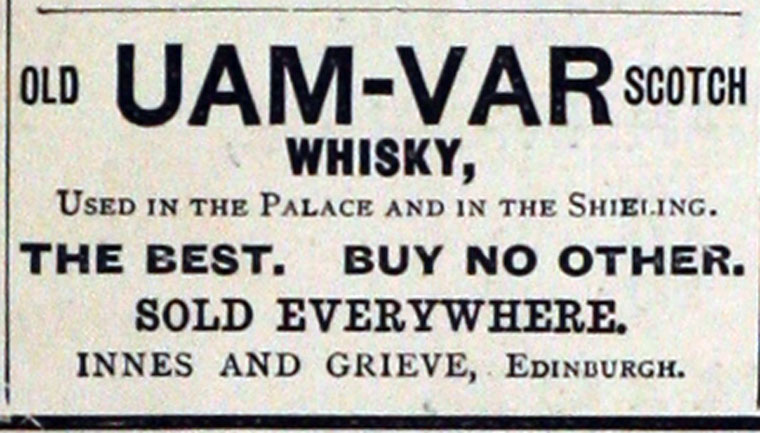 OLD UAM-VAR SCOTCH
WHISKY,
USED IN THE PALACE AND IN THE SHIELING.
THE BEST. BUY NO OTHER.
SOLD EVERYWHERE.
INNES AND GRIEVE, EDINBURGH.